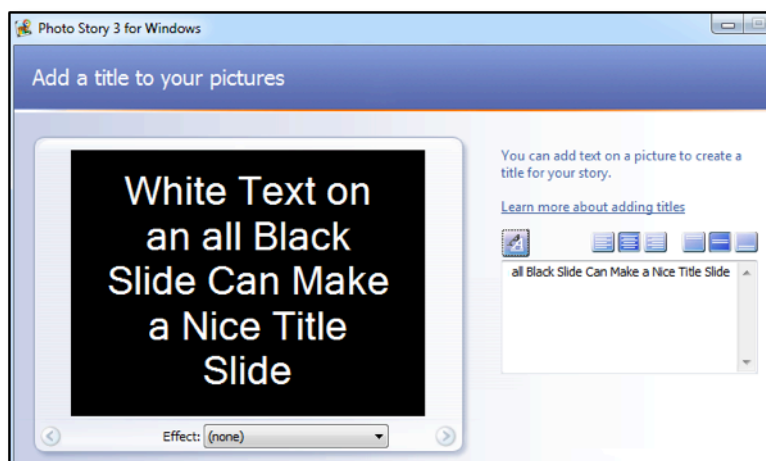 Photo Story 3 for Windows
Add a title to your pictures
White Text on
an all Black
Slide Can Make
a Nice Title
Slide
Effect: (none)
You can add text on a picture to create a
title for your story.
Learn more about adding titles
all Black Slide Can Make a Nice Title Slide